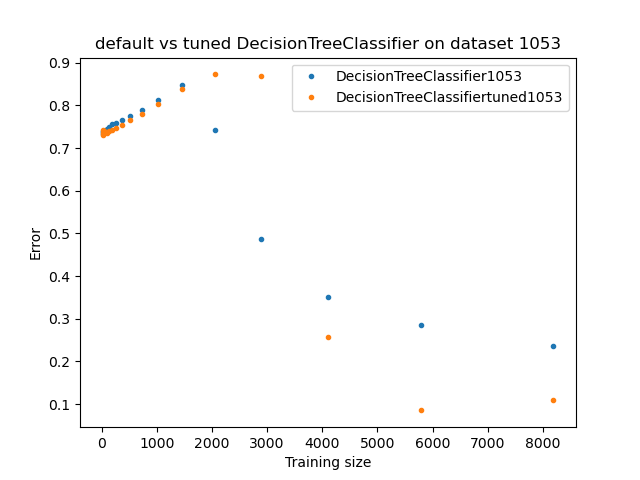 default vs tuned DecisionTreeClassifier on dataset 1053
DecisionTreeClassifier1053
DecisionTreeClassifiertuned1053
0.9
0.8
0.7
0.6
0.5
0.4
0.3
0.2
0.1
Error
0 1000 2000 3000 4000 5000 6000 7000 8000
Training size